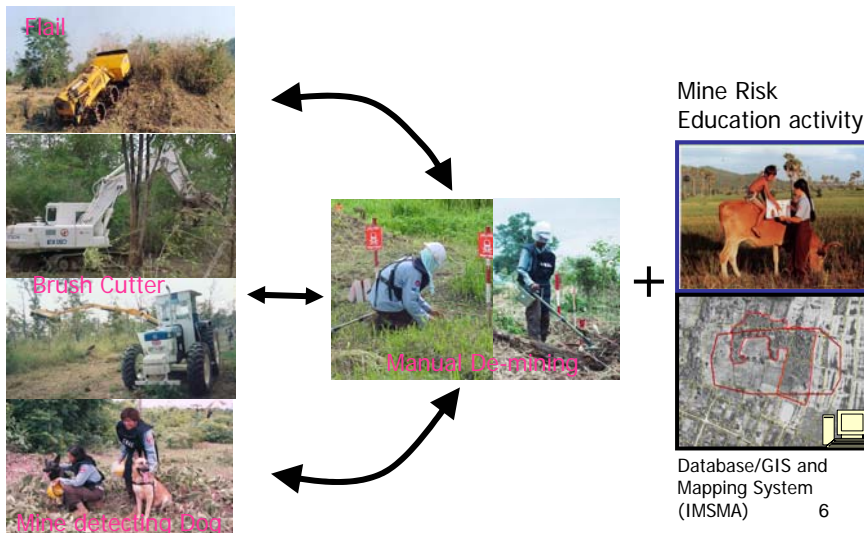 Flail
Brush Cutter
Mine detecting Dog
Manual De-mining
+
Mine Risk
Education activity
Database/GIS and
Mapping System
(IMSMA)
6